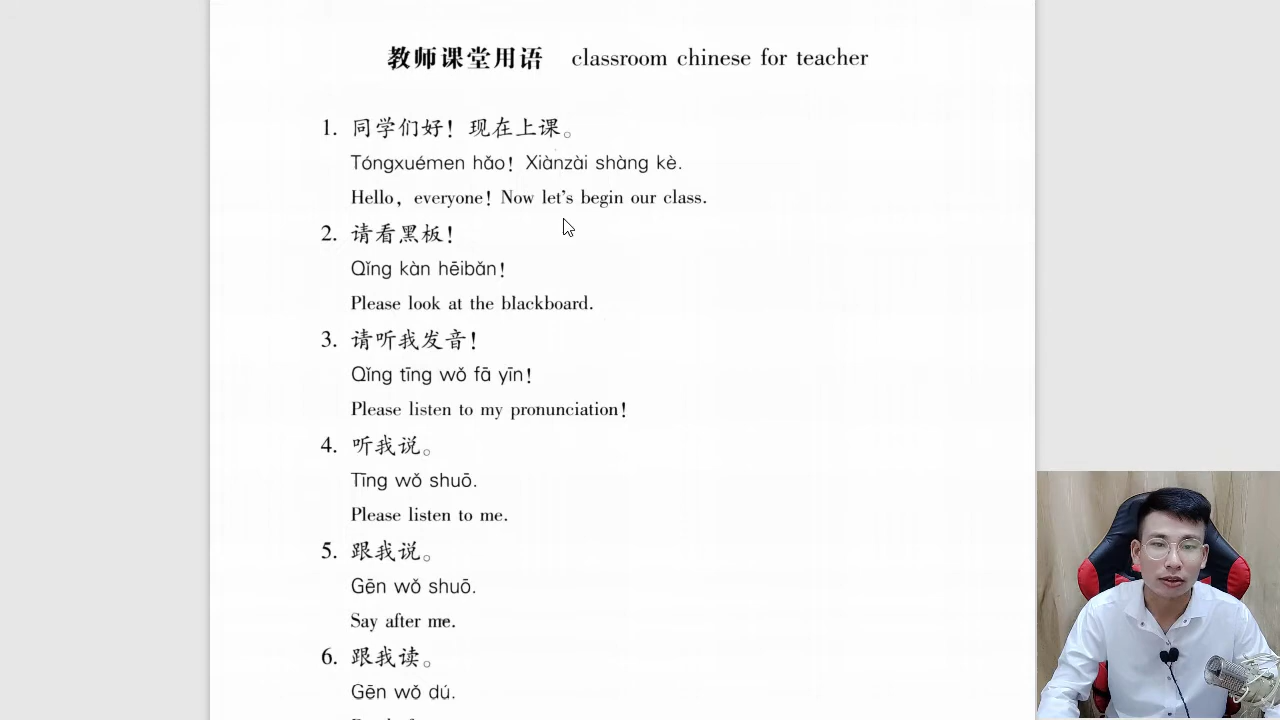 教师课堂用语 classroom chinese for teacher
1. 同学们好！现在上课。
Tóngxuémen hǎo! Xiànzài shàng kè.
Hello, everyone! Now let's begin our class.
2. 请看黑板！
Qǐng kàn hēibǎn!
Please look at the blackboard.
3. 请听我发音！
Qǐng tīng wǒ fā yīn!
Please listen to my pronunciation!
4. 听我说。
Tīng wǒ shuō.
Please listen to me.
5. 跟我说。
Gēn wǒ shuō.
Say after me.
6. 跟我读。
Gēn wǒ dú.